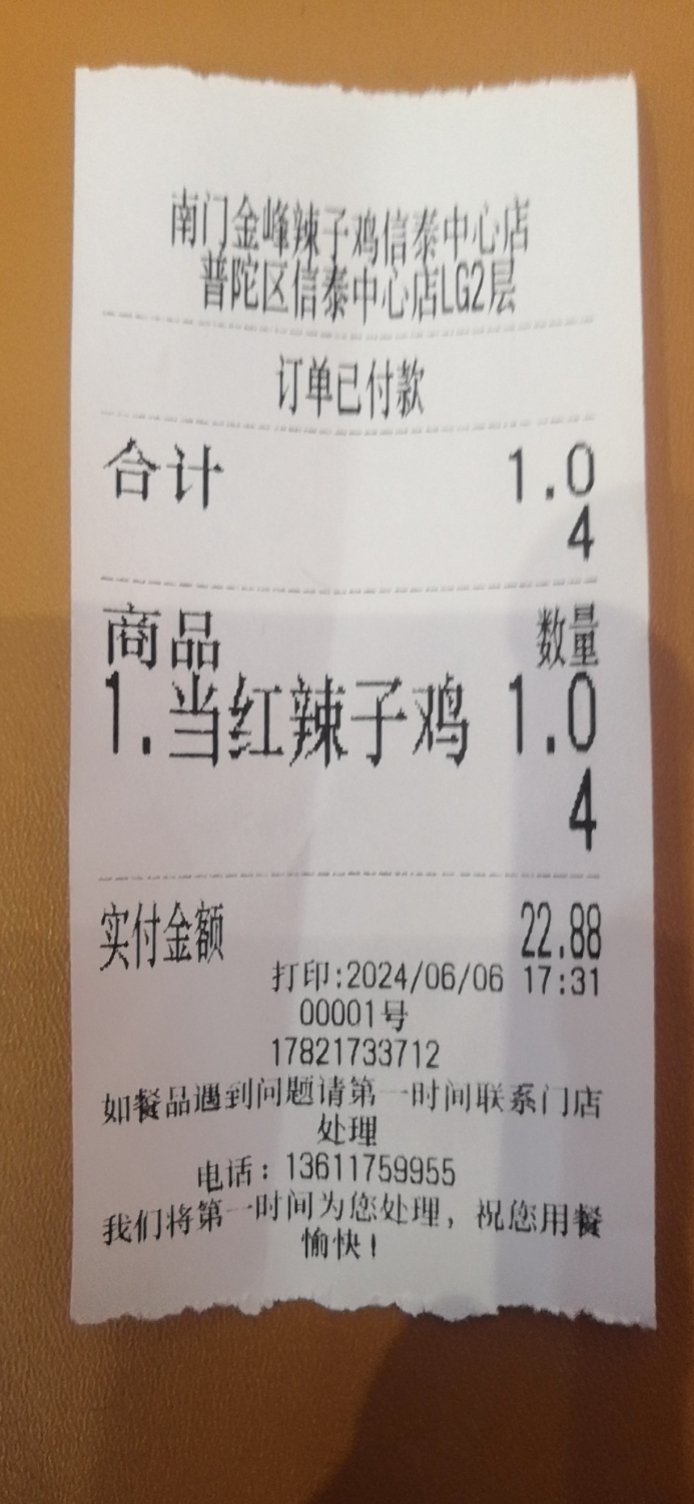 南门金峰辣子鸡信泰中心店
普陀区信泰中心店LG2层
订单已付款
合计 1.0
4
商品 数量
1.当红辣子鸡 1.0
4
实付金额 22.88
打印:2024/06/06 17:31
00001号
17821733712
如餐品遇到问题请第一时间联系门店
处理
电话：13611759955
我们将第一时间为您处理，祝您用餐
愉快！